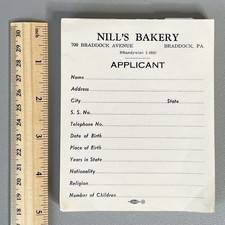 NILL'S BAKERY
709 BRADDOCK AVENUE BRADDOCK, PA.
BRandywine
APPLICANT
Name
Address
City State
S. S. No.
Telephone No.
Date of Birth
Place of Birth
Years in State
Nationality
Religion
Number of Children